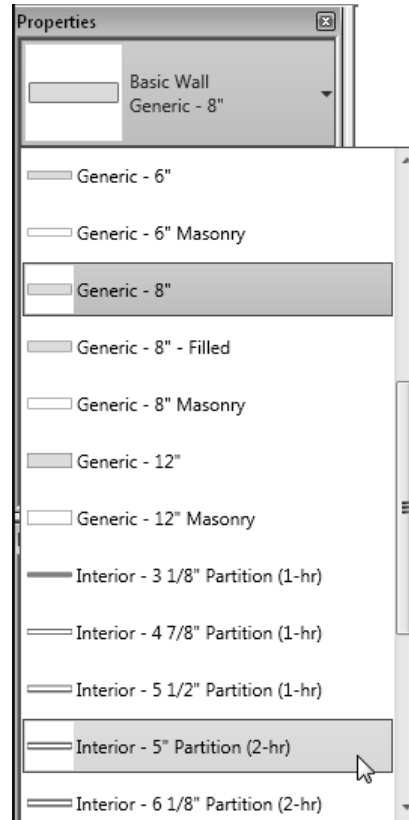 Properties
Basic Wall
Generic - 8"
Generic - 6"
Generic - 6" Masonry
Generic - 8"
Generic - 8" - Filled
Generic - 8" Masonry
Generic - 12"
Generic - 12" Masonry
Interior - 3 1/8" Partition (1-hr)
Interior - 4 7/8" Partition (1-hr)
Interior - 5 1/2" Partition (1-hr)
Interior - 5" Partition (2-hr)
Interior - 6 1/8" Partition (2-hr)